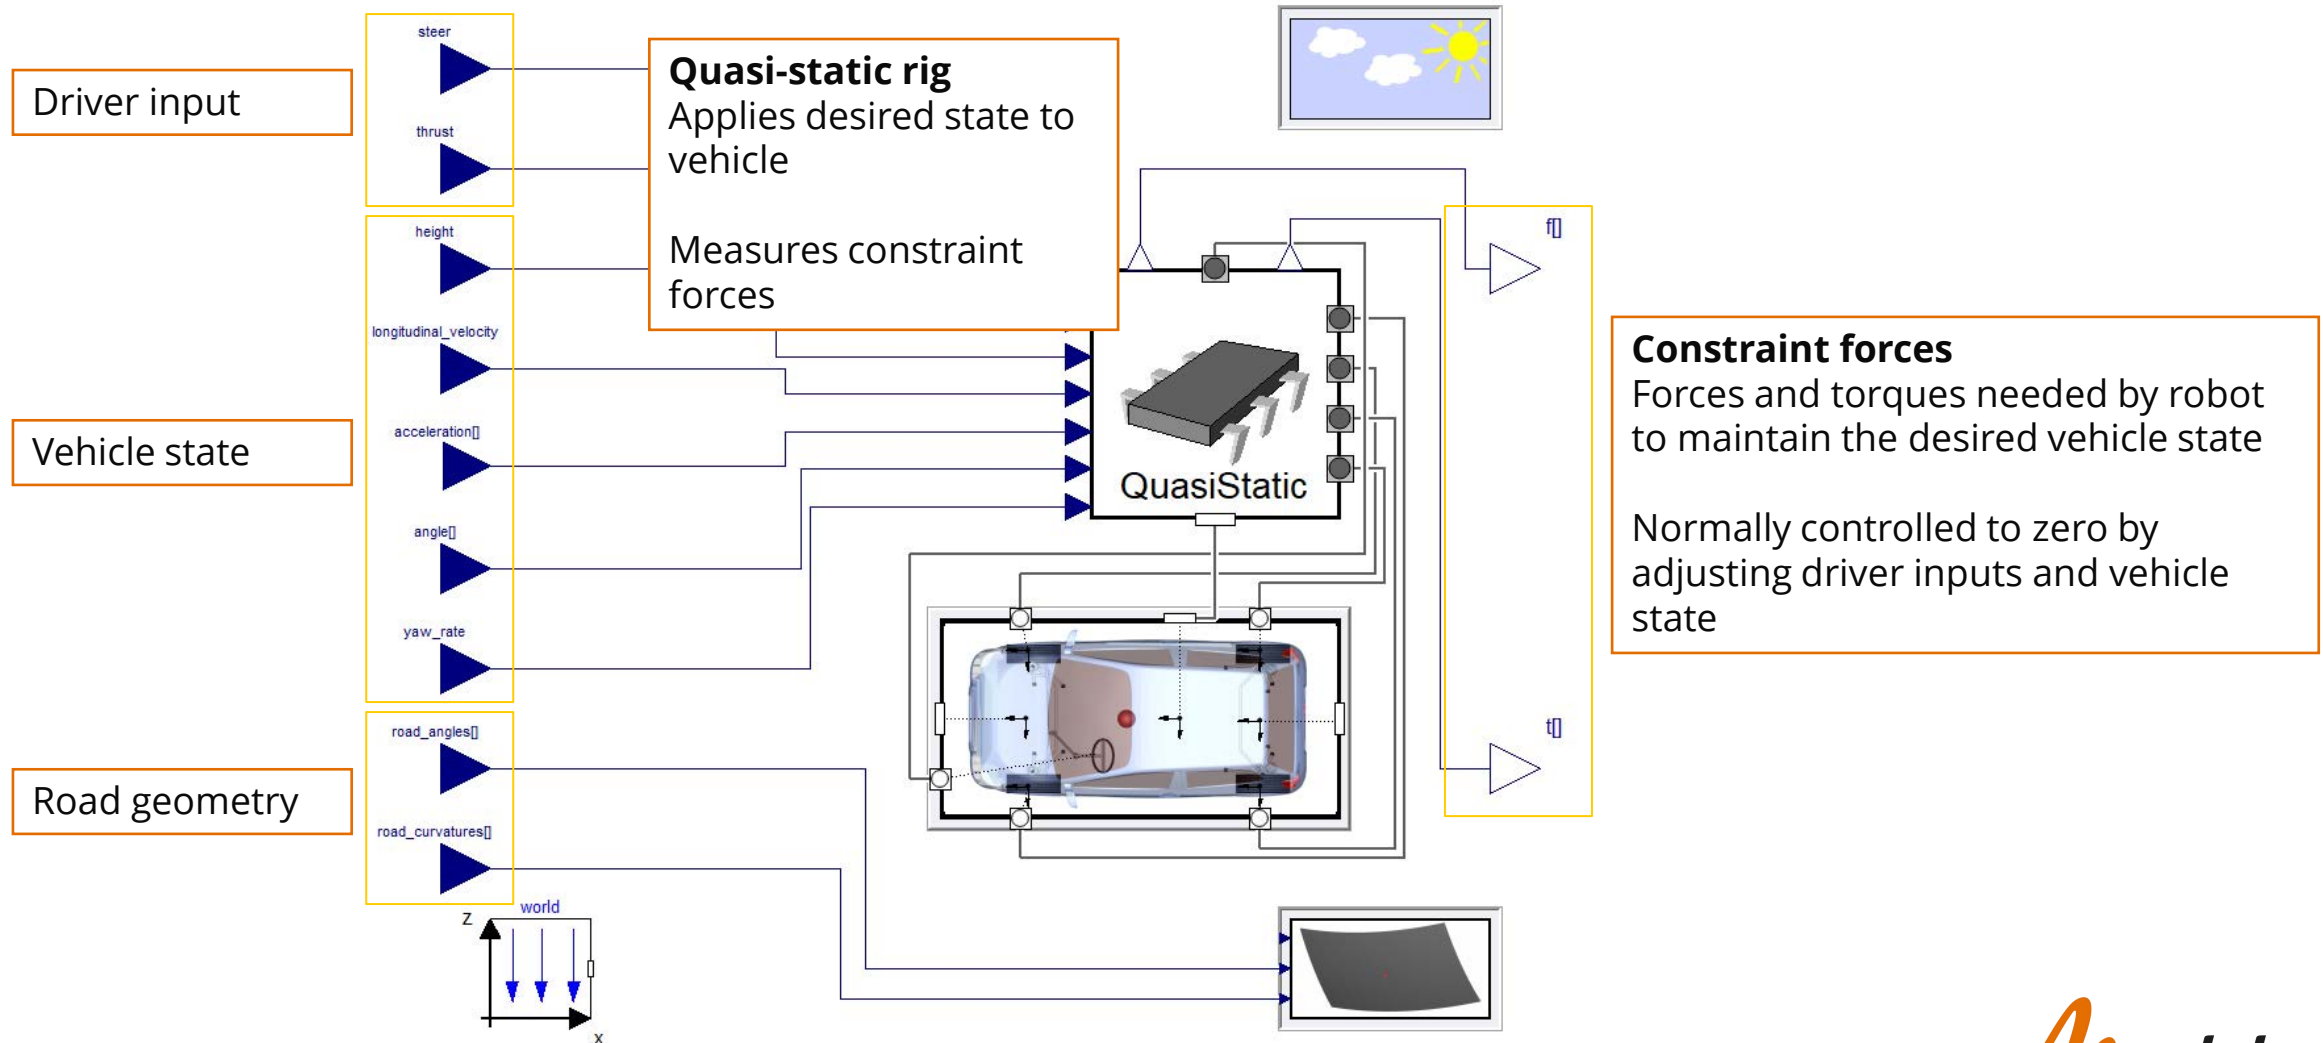 steer
Driver input
thrust
Quasi-static rig
Applies desired state to
vehicle
Measures constraint
forces
height
f[]
longitudinal_velocity
Constraint forces
Forces and torques needed by robot
to maintain the desired vehicle state
Normally controlled to zero by
adjusting driver inputs and vehicle
state
acceleration[]
Vehicle state
QuasiStatic
angle[]
yaw_rate
road_angles[]
t[]
Road geometry
road_curvatures[]
world
z
x